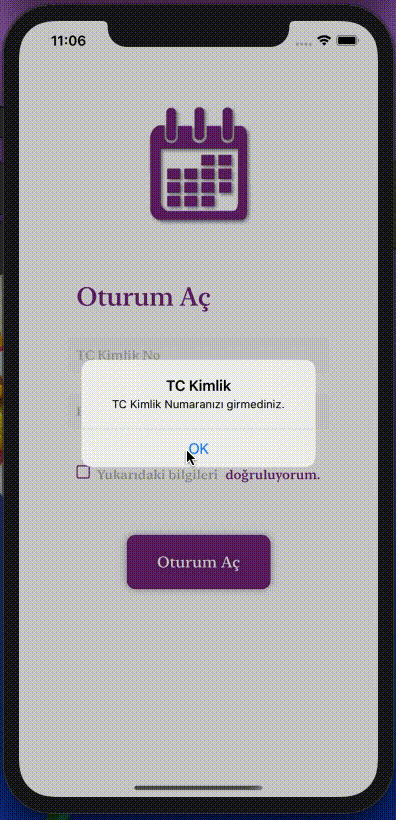 11:06
Oturum Aç
TC Kimlik No
TC Kimlik
TC Kimlik Numaranızı girmediniz.
OK
Yukarıdaki bilgileri doğruluyorum.
Oturum Aç